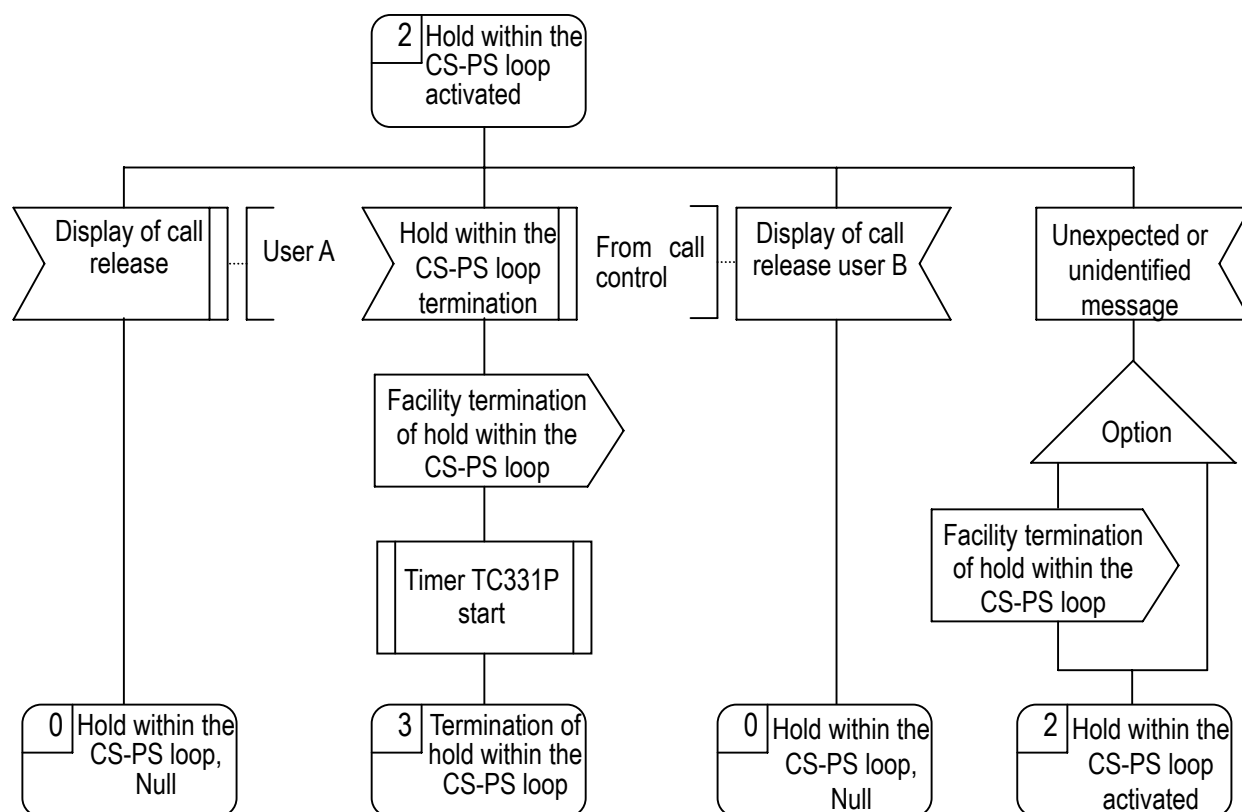 2 Hold within the
CS-PS loop
activated
Display of call
release
User A
Hold within the
CS-PS loop
termination
From call
control
Display of call
release user B
Unexpected or
unidentified
message
Facility termination
of hold within the
CS-PS loop
Option
Timer TC331P
start
Facility termination
of hold within the
CS-PS loop
0 Hold within the
CS-PS loop,
Null
3 Termination of
hold within the
CS-PS loop
0 Hold within the
CS-PS loop,
Null
2 Hold within the
CS-PS loop
activated